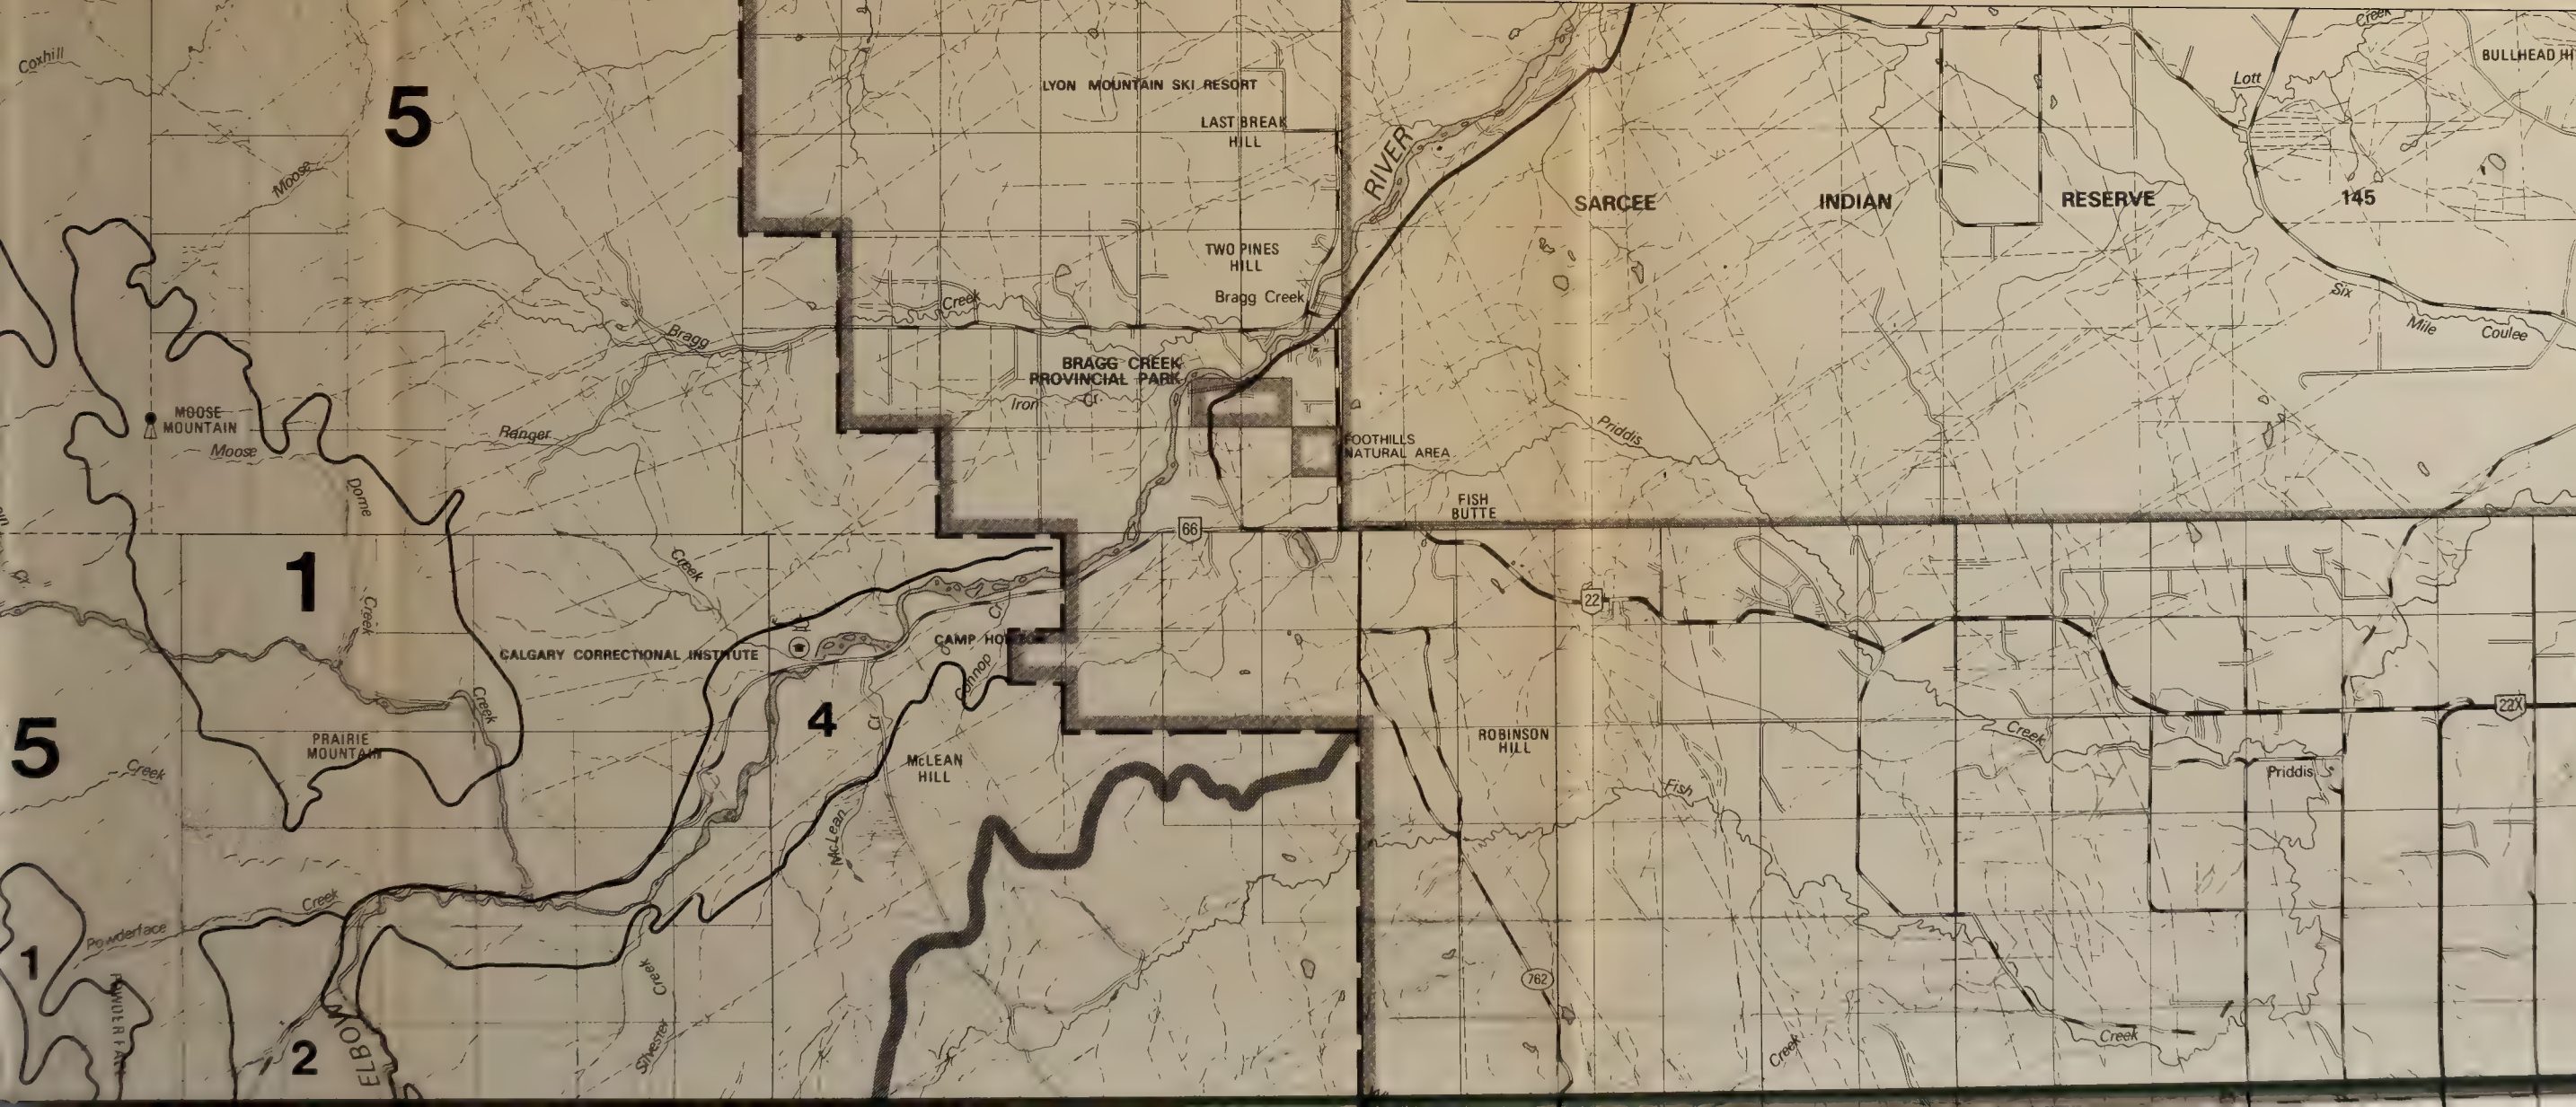 Coxhill
5
Moose
LYON MOUNTAIN SKI RESORT
LAST BREAK
HILL
RIVER
Creek
BULLHEAD HI
Lott
SARCEE INDIAN RESERVE 145
TWO PINES
HILL
Bragg Creek
Creek
Bragg
Six
Mile
Coulee
BRAGG CREEK
PROVINCIAL PARK
Iron
Cr.
MOOSE
MOUNTAIN
Moose
Dome
Creek
Ranger
Creek
FOOTHILLS
NATURAL AREA
Priddis
FISH
BUTTE
66
22
1
Cr
Creek
CALGARY CORRECTIONAL INSTITUTE
CAMP HO
Cr
Connop
4
Cr
McLEAN
HILL
McLean
5
Creek
PRAIRIE
MOUNTAIN
ROBINSON
HILL
22X
Creek
Priddis
Fish
Creek
Powderface
1
POWDERFACE
2
ELBOW
Creek
Silvester
762
Creek
Creek